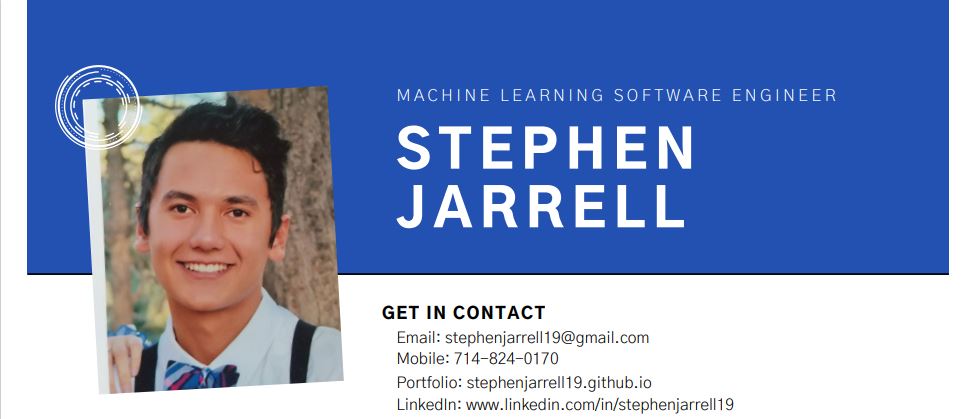 MACHINE LEARNING SOFTWARE ENGINEER
STEPHEN
JARRELL
GET IN CONTACT
Email: stephenjarrell19@gmail.com
Mobile: 714-824-0170
Portfolio: stephenjarrell19.github.io
LinkedIn: www.linkedin.com/in/stephenjarrell19